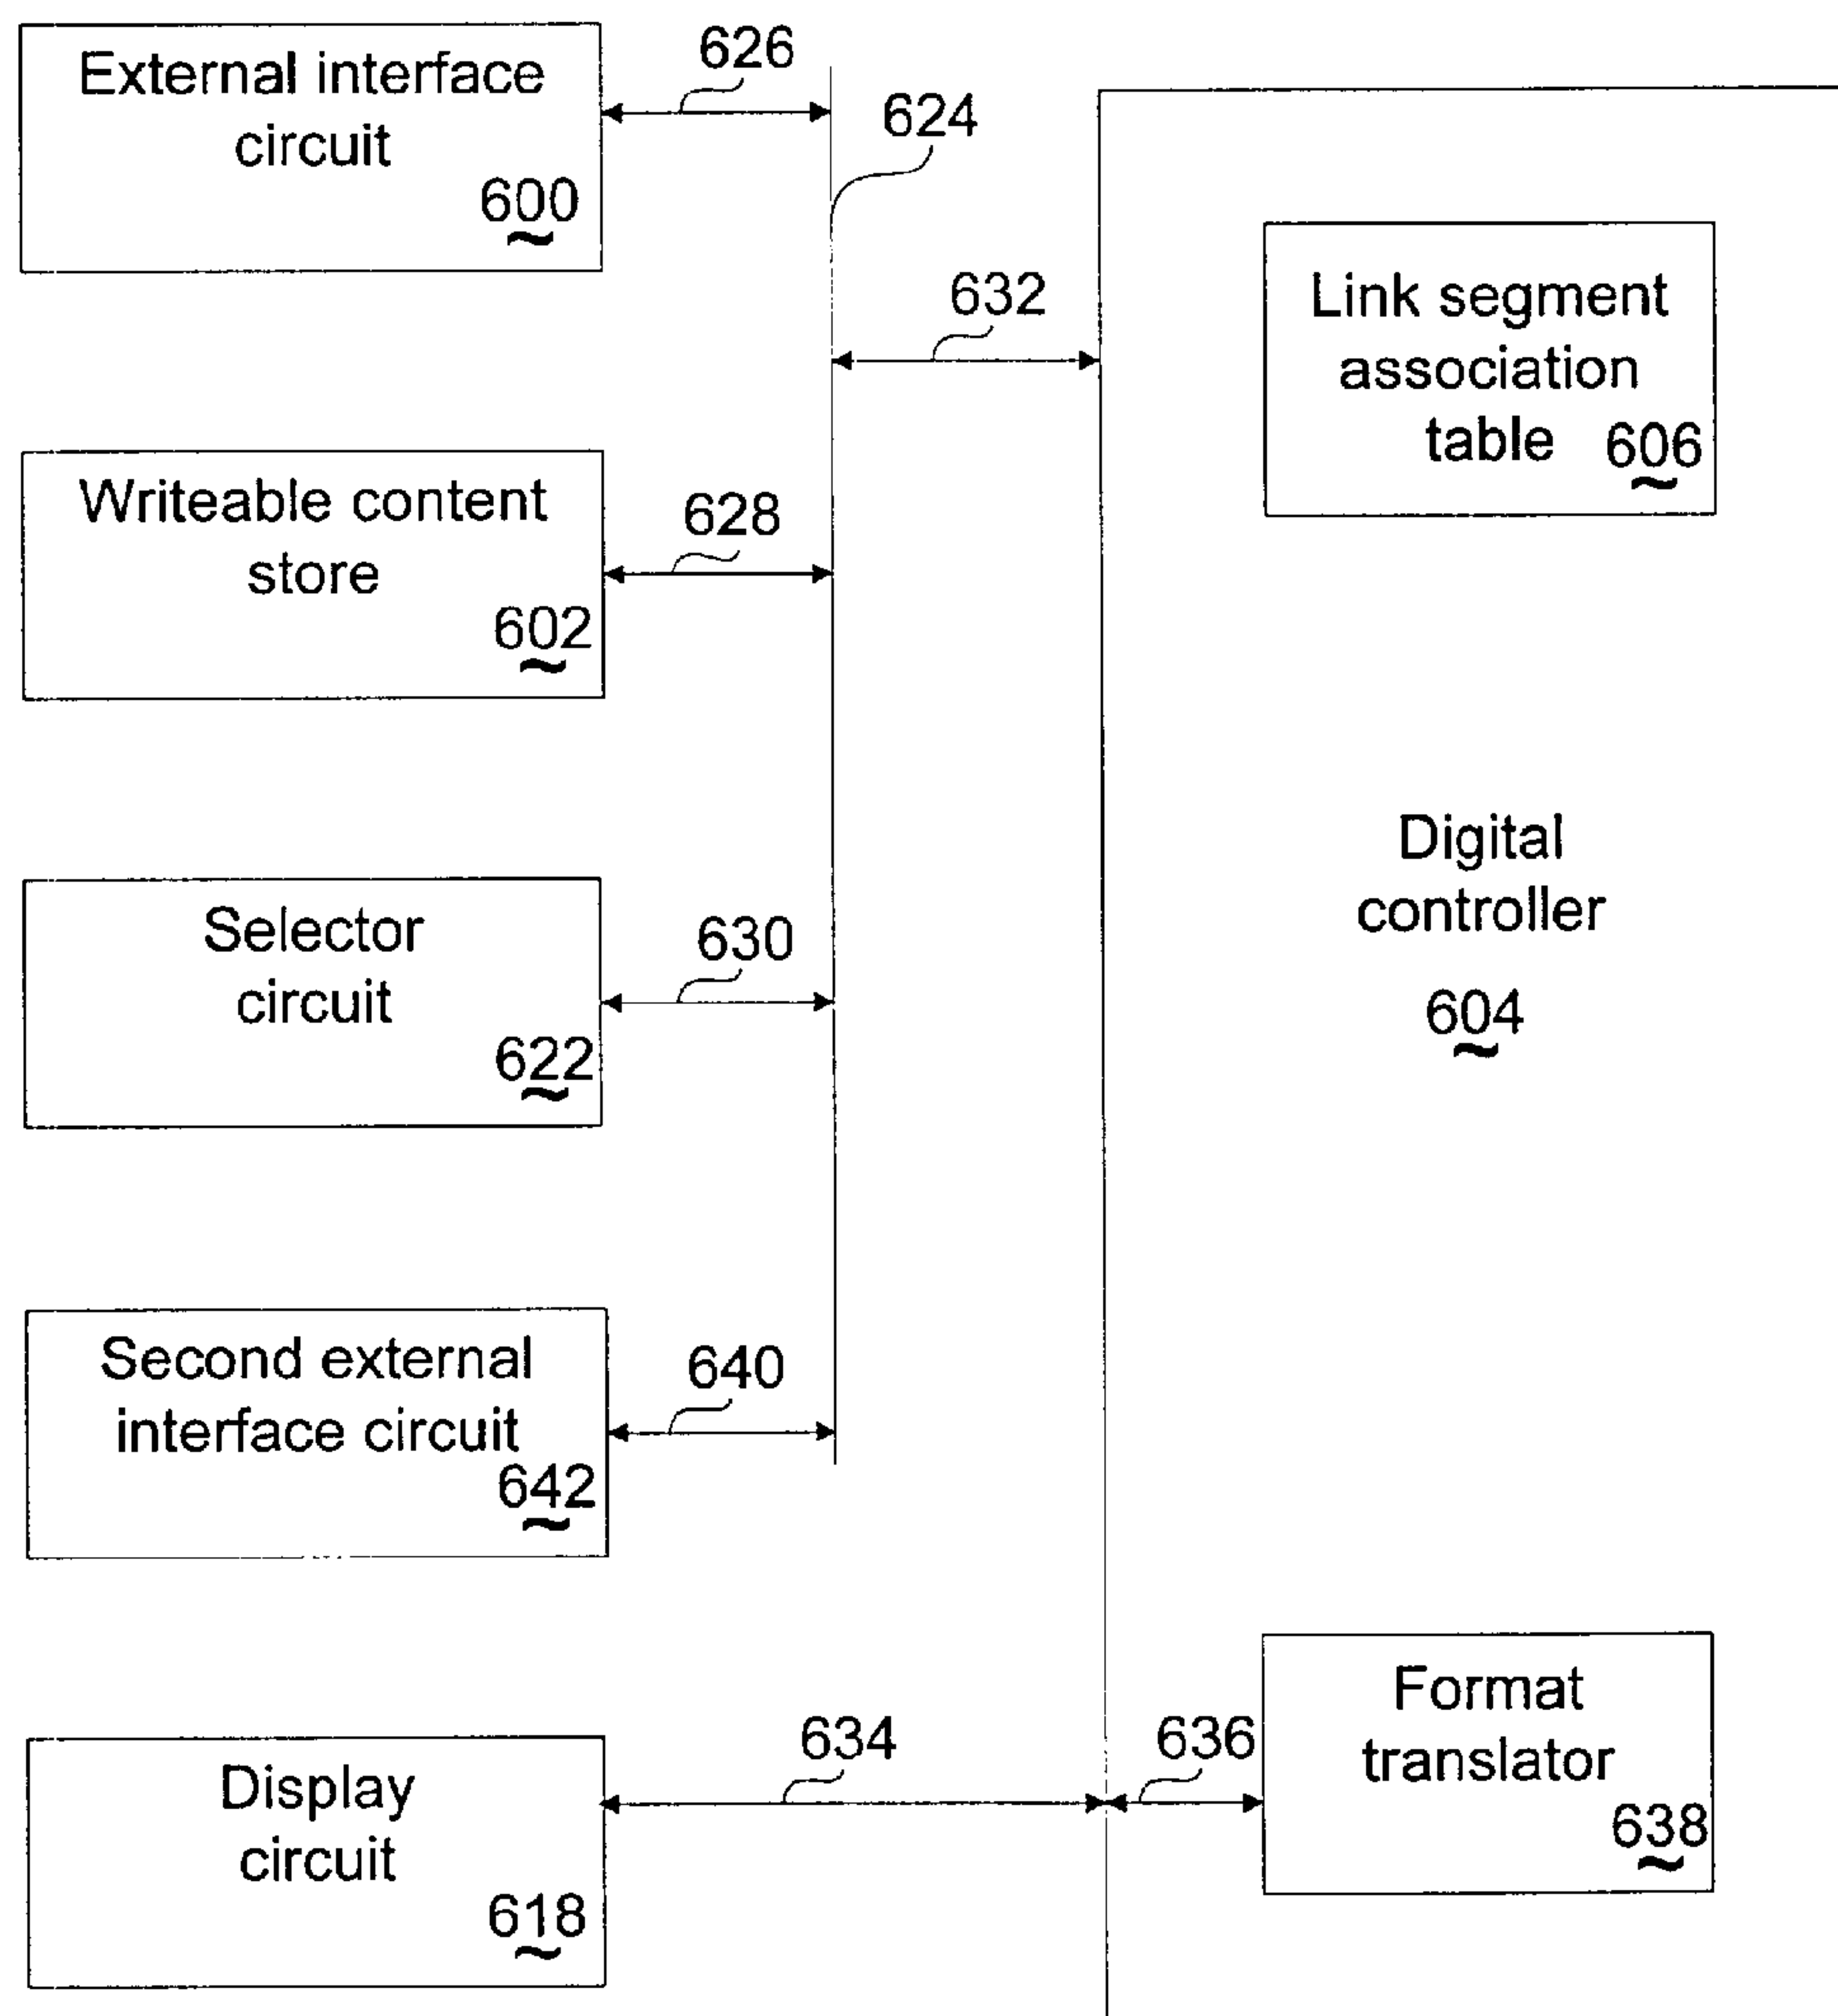 External interface
circuit
600
626
624
632
Link segment
association
table 606
Writeable content
store
602
628
Selector
circuit
622
630
Digital
controller
604
Second external
interface circuit
642
640
Display
circuit
618
634
636
Format
translator
638